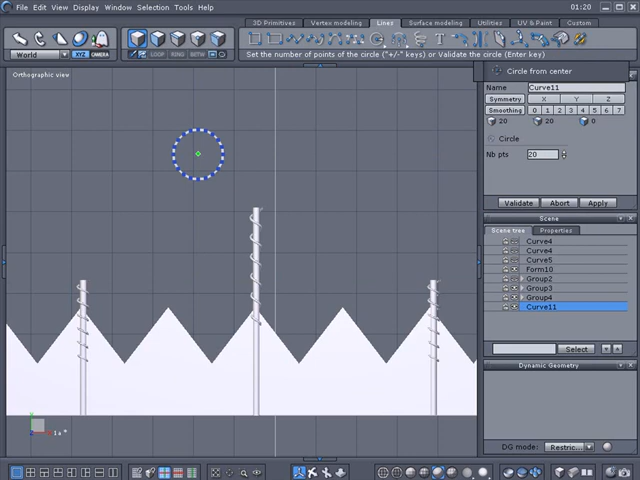 File Edit Display Window Selection Tools Help
01:20
3D Primitives Vertex modeling Lines Surface modeling Utilities UV & Paint Custom
World XYZ CAMERA
LOOP RING BETW
Set the number of points of the circle ("+/-" keys) or Validate the circle (Enter key)
Orthographic view
Circle from center
Name Curve11
Symmetry X Y Z
Smoothing 0 1 2 3 4 5 6 7
20 20 0
Circle
Nb pts 20
Validate Abort Apply
Scene
Scene tree Properties
Curve4
Curve4
Curve5
Form10
Group2
Group3
Group4
Curve11
Select
Dynamic Geometry
DG mode: Restric...